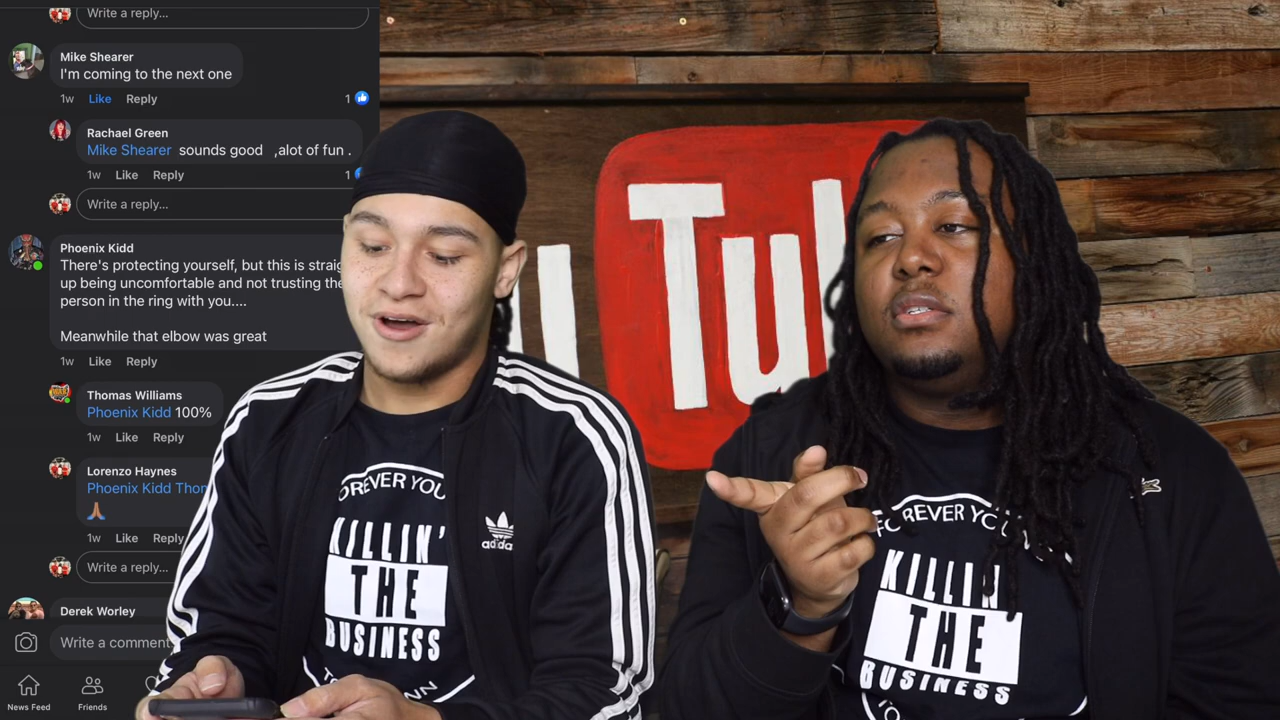 Write a reply...
Mike Shearer
I'm coming to the next one
1w Like Reply 1
Rachael Green
Mike Shearer sounds good ,alot of fun .
1w Like Reply 1
Write a reply...
Phoenix Kidd
There's protecting yourself, but this is straig
up being uncomfortable and not trusting the
person in the ring with you....
Meanwhile that elbow was great
1w Like Reply
Thomas Williams
Phoenix Kidd 100%
1w Like Reply
Lorenzo Haynes
Phoenix Kidd Thor
1w Like Reply
Write a reply...
Derek Worley
Write a comment
News Feed Friends
Tu
OREVER YOU
KILLIN'
THE
BUSINESS
adidas
FOREVER YOU
KILLIN
THE
BUSINESS